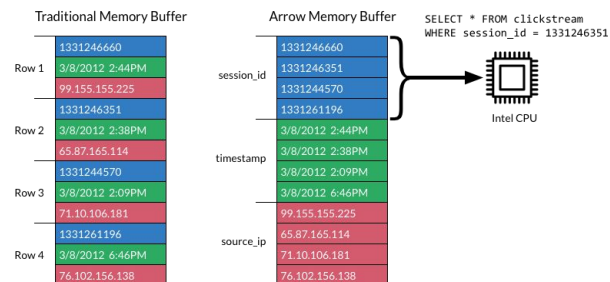 Traditional Memory Buffer
Row 1
1331246660
3/8/2012 2:44PM
99.155.155.225
Row 2
1331246351
3/8/2012 2:38PM
65.87.165.114
Row 3
1331244570
3/8/2012 2:09PM
71.10.106.181
Row 4
1331261196
3/8/2012 6:46PM
76.102.156.138
Arrow Memory Buffer
session_id
1331246660
1331246351
1331244570
1331261196
timestamp
3/8/2012 2:44PM
3/8/2012 2:38PM
3/8/2012 2:09PM
3/8/2012 6:46PM
source_ip
99.155.155.225
65.87.165.114
71.10.106.181
76.102.156.138
SELECT * FROM clickstream
WHERE session_id = 1331246351
Intel CPU